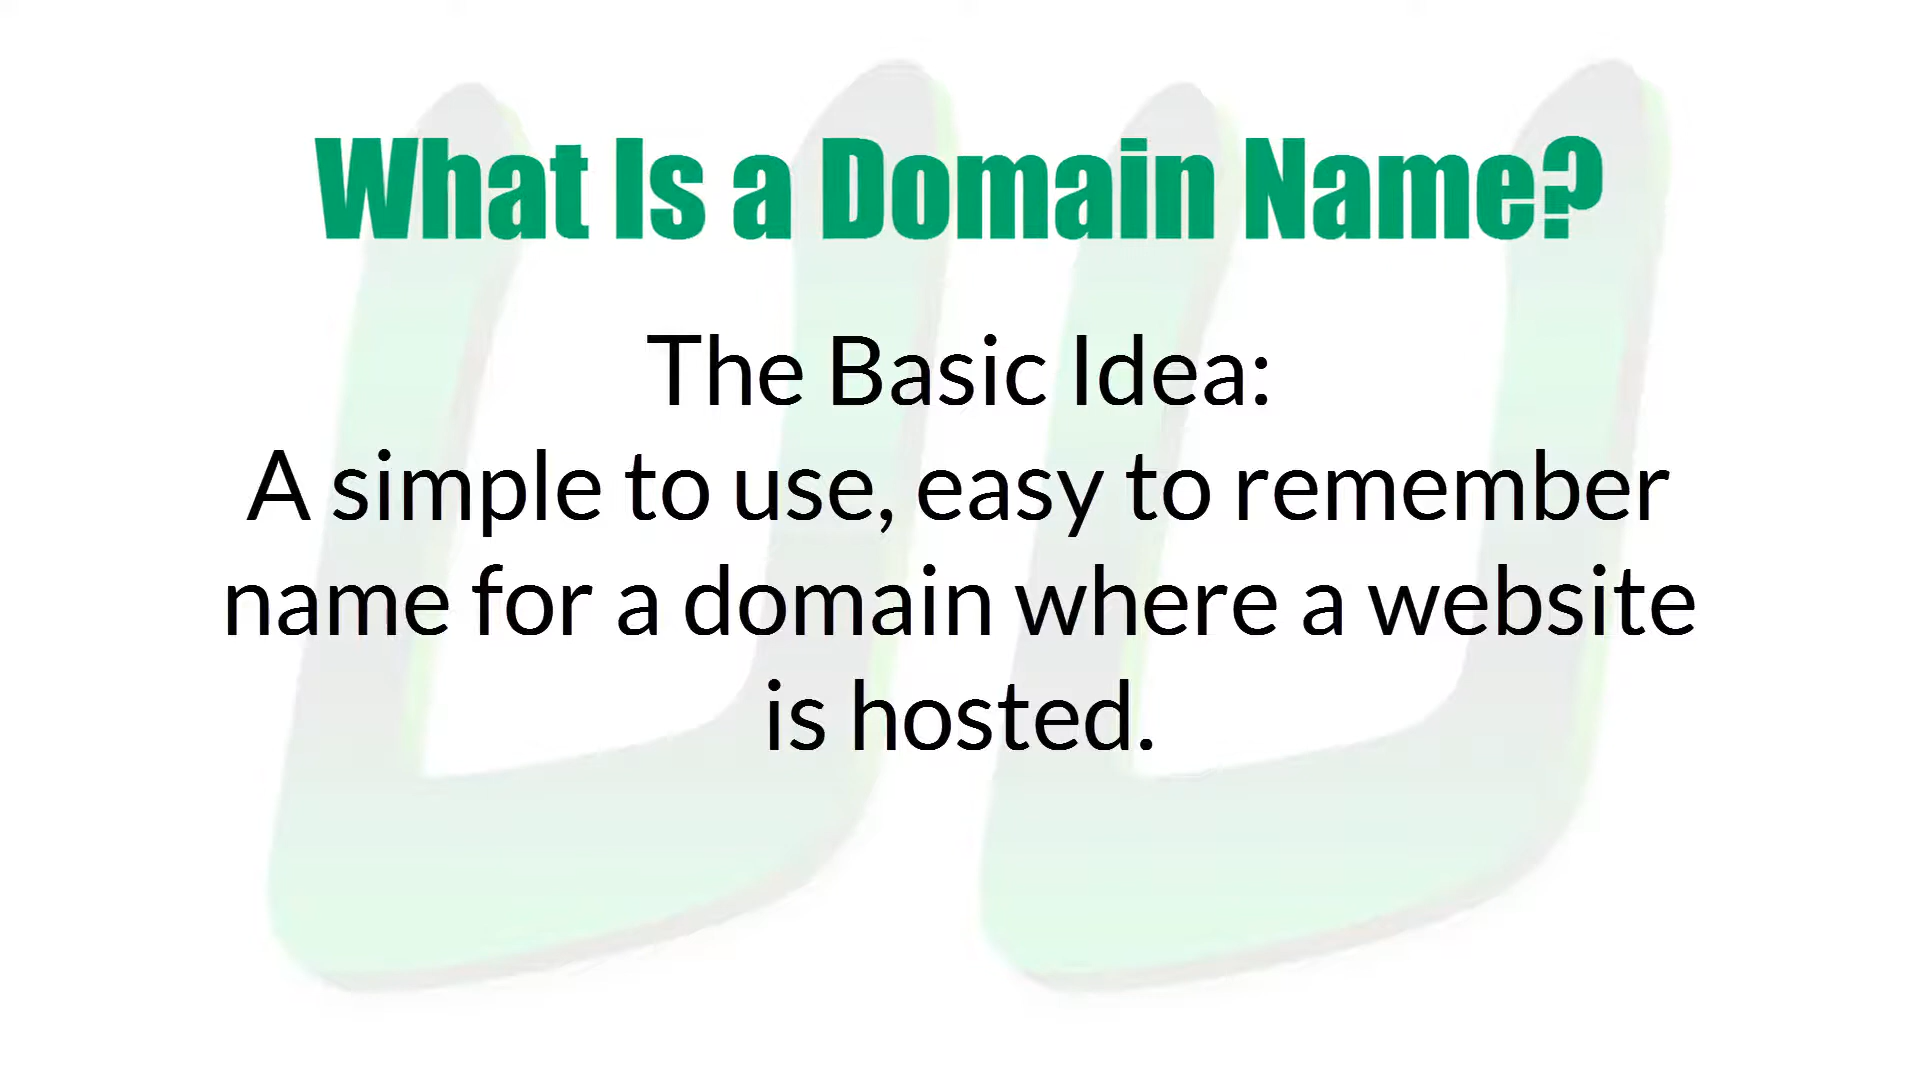 What Is a Domain Name?
The Basic Idea:
A simple to use, easy to remember
name for a domain where a website
is hosted.